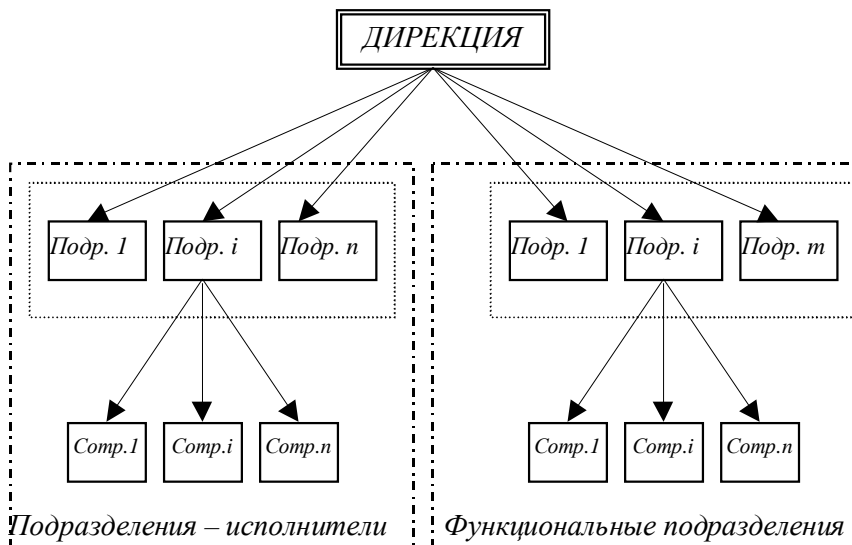 ДИРЕКЦИЯ
Подр. 1 Подр. i Подр. n Подр. 1 Подр. i Подр. m
Сотр.1 Сотр.i Сотр.n Сотр.1 Сотр.i Сотр.n
Подразделения – исполнители Функциональные подразделения